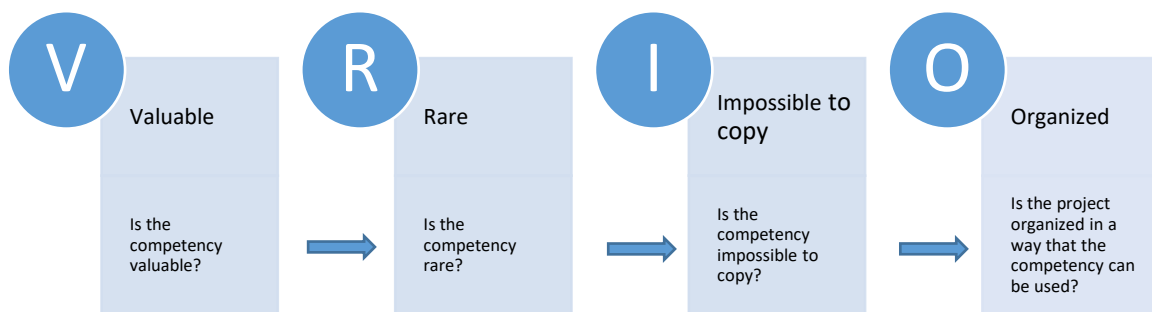 V
Valuable
Is the
competency
valuable?
R
Rare
Is the
competency
rare?
I
Impossible to
copy
Is the
competency
impossible to
copy?
O
Organized
Is the project
organized in a
way that the
competency can
be used?